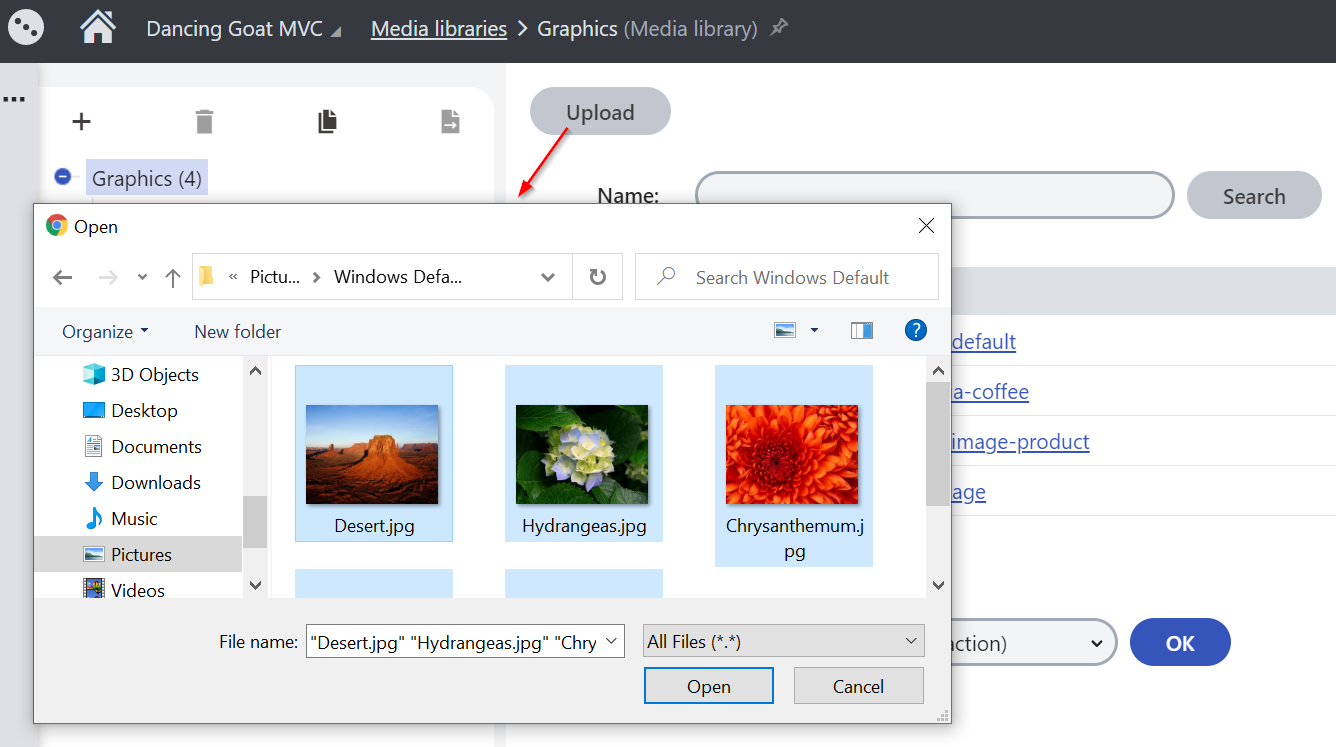 Dancing Goat MVC Media libraries > Graphics (Media library)
...
Upload
Graphics (4)
Name: Search
Open
« Pictu... > Windows Defa... Search Windows Default
Organize New folder
default
a-coffee
image-product
age
3D Objects
Desktop
Documents
Downloads
Music
Pictures
Videos
Desert.jpg Hydrangeas.jpg Chrysanthemum.j
pg
File name: "Desert.jpg" "Hydrangeas.jpg" "Chry All Files (*.*)
action) OK
Open Cancel